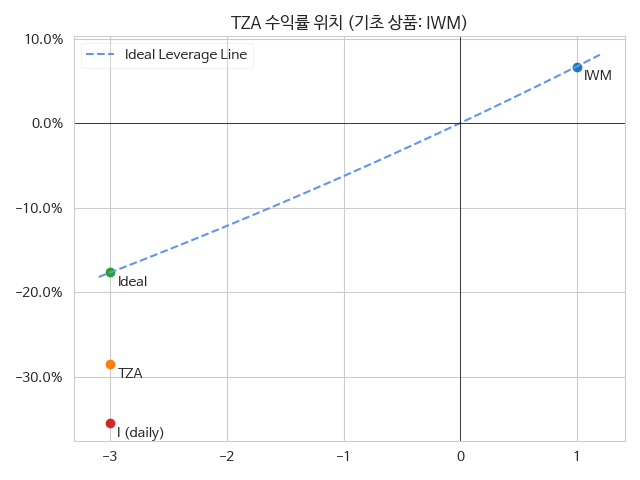 TZA 수익률 위치 (기초 상품: IWM)
10.0%
Ideal Leverage Line
IWM
0.0%
−10.0%
−20.0%
Ideal
−30.0%
TZA
I (daily)
−3
−2
−1
0
1